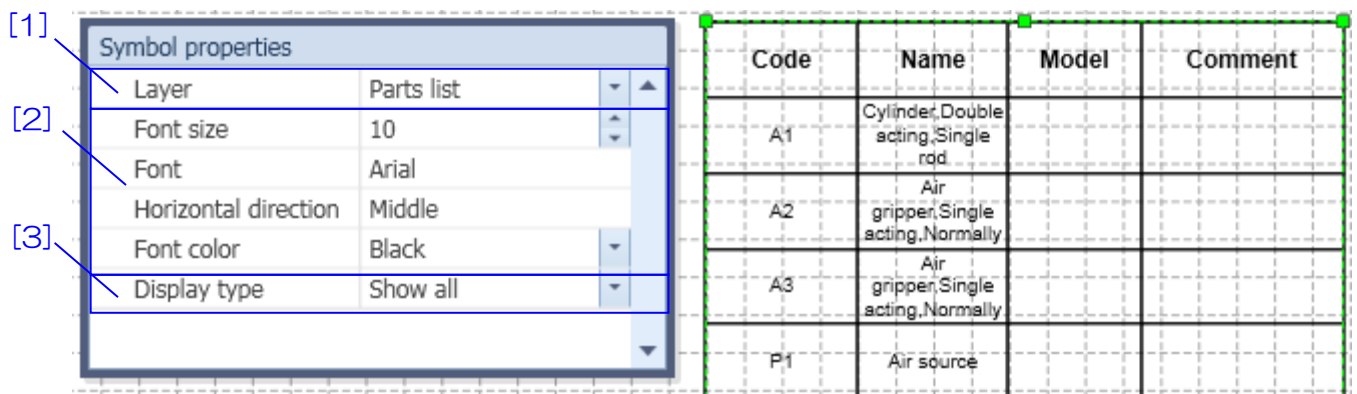 [1]
Symbol properties
Layer Parts list
[2]
Font size 10
Font Arial
Horizontal direction Middle
[3]
Font color Black
Display type Show all
Code Name Model Comment
A1 Cylinder,Double
acting,Single
rod
A2 Air
gripper,Single
acting,Normally
A3 Air
gripper,Single
acting,Normally
P1 Air source